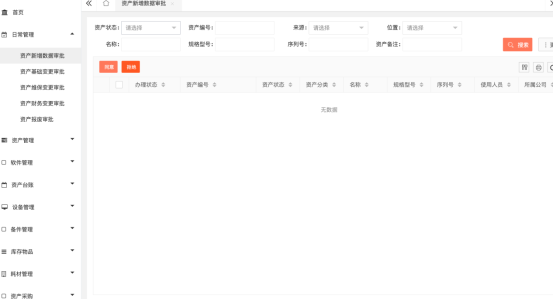 首页
日常管理
资产新增数据审批
资产基础变更审批
资产维保变更审批
资产财务变更审批
资产报废审批
资产管理
软件管理
资产台账
设备管理
备件管理
库存物品
耗材管理
资产采购
资产新增数据审批
资产状态: 请选择 资产编号: 来源: 请选择 位置: 请选择
名称: 规格型号: 序列号: 资产备注:
搜索
办理状态 资产编号 资产状态 资产分类 名称 规格型号 序列号 使用人员 所属公司
无数据